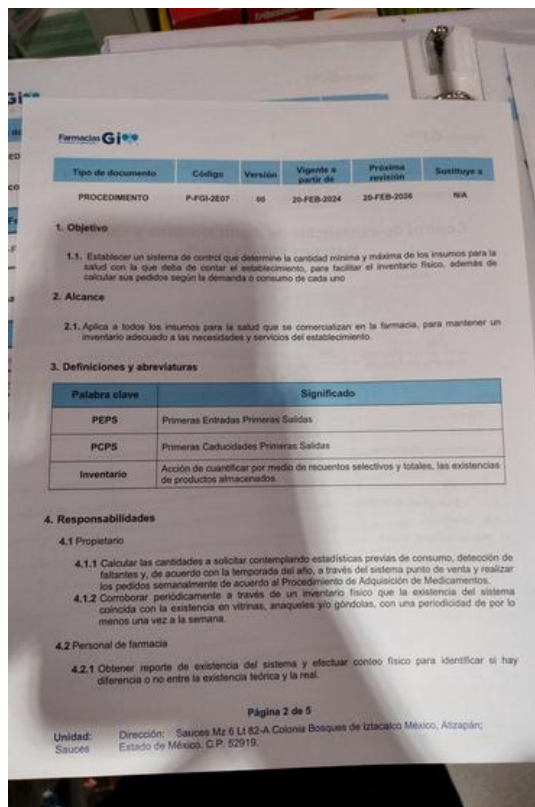 Farmacias Gi
Tipo de documento Código Versión Vigente a partir de Próxima revisión Sustituye a
PROCEDIMIENTO P-FGI-2E07 00 20-FEB-2024 20-FEB-2026 N/A
1. Objetivo
1.1. Establecer un sistema de control que determine la cantidad mínima y máxima de los insumos para la
salud con la que deba de contar el establecimiento, para facilitar el inventario físico, además de
calcular sus pedidos según la demanda o consumo de cada uno
2. Alcance
2.1. Aplica a todos los insumos para la salud que se comercializan en la farmacia, para mantener un
inventario adecuado a las necesidades y servicios del establecimiento.
3. Definiciones y abreviaturas
Palabra clave Significado
PEPS Primeras Entradas Primeras Salidas
PCPS Primeras Caducidades Primeras Salidas
Inventario Acción de cuantificar por medio de recuentos selectivos y totales, las existencias
de productos almacenados.
4. Responsabilidades
4.1 Propietario
4.1.1 Calcular las cantidades a solicitar contemplando estadísticas previas de consumo, detección de
faltantes y, de acuerdo con la temporada del año, a través del sistema punto de venta y realizar
los pedidos semanalmente de acuerdo al Procedimiento de Adquisición de Medicamentos.
4.1.2 Corroborar periódicamente a través de un inventario físico que la existencia del sistema
coincida con la existencia en vitrinas, anaqueles y/o góndolas, con una periodicidad de por lo
menos una vez a la semana.
4.2 Personal de farmacia
4.2.1 Obtener reporte de existencia del sistema y efectuar conteo físico para identificar si hay
diferencia o no entre la existencia teórica y la real.
Página 2 de 5
Unidad: Dirección: Sauces Mz 6 Lt 82-A Colonia Bosques de Iztacalco México, Atizapán;
Sauces Estado de México, C.P. 52919.